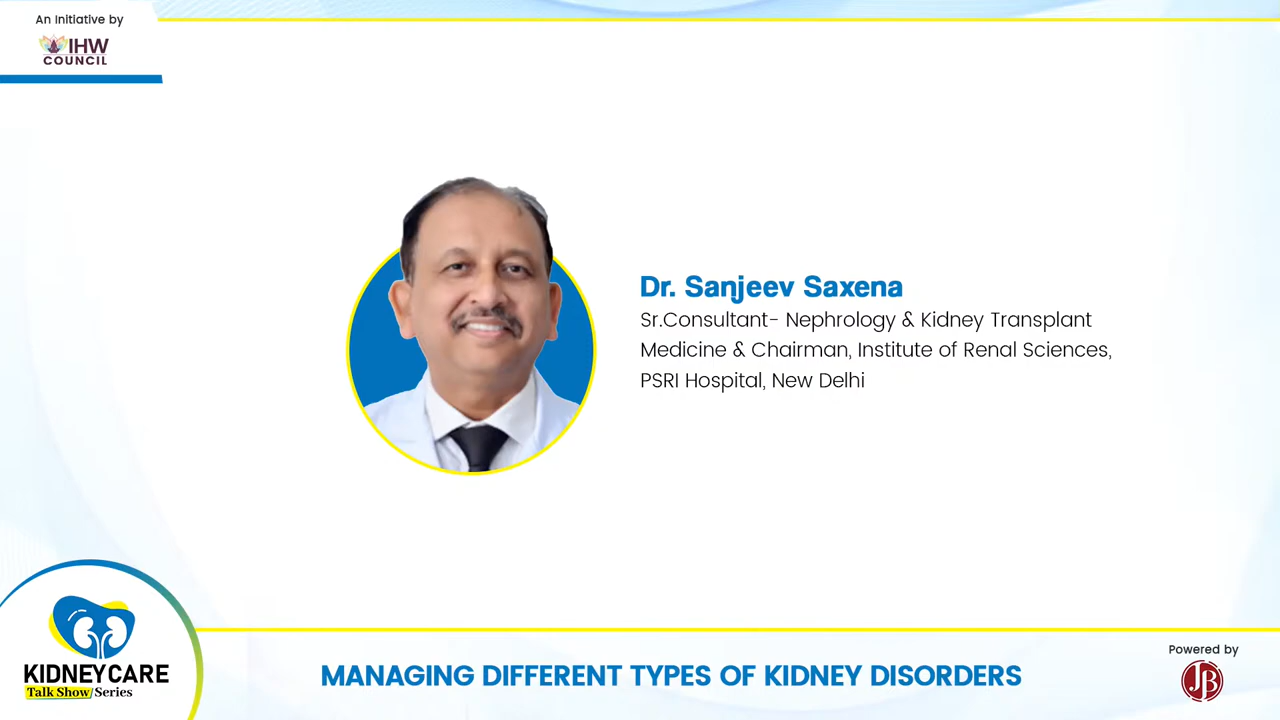 An Initiative by
IHW
COUNCIL
Dr. Sanjeev Saxena
Sr.Consultant- Nephrology & Kidney Transplant
Medicine & Chairman, Institute of Renal Sciences,
PSRI Hospital, New Delhi
KIDNEYCARE
Talk Show Series
MANAGING DIFFERENT TYPES OF KIDNEY DISORDERS
Powered by
JB